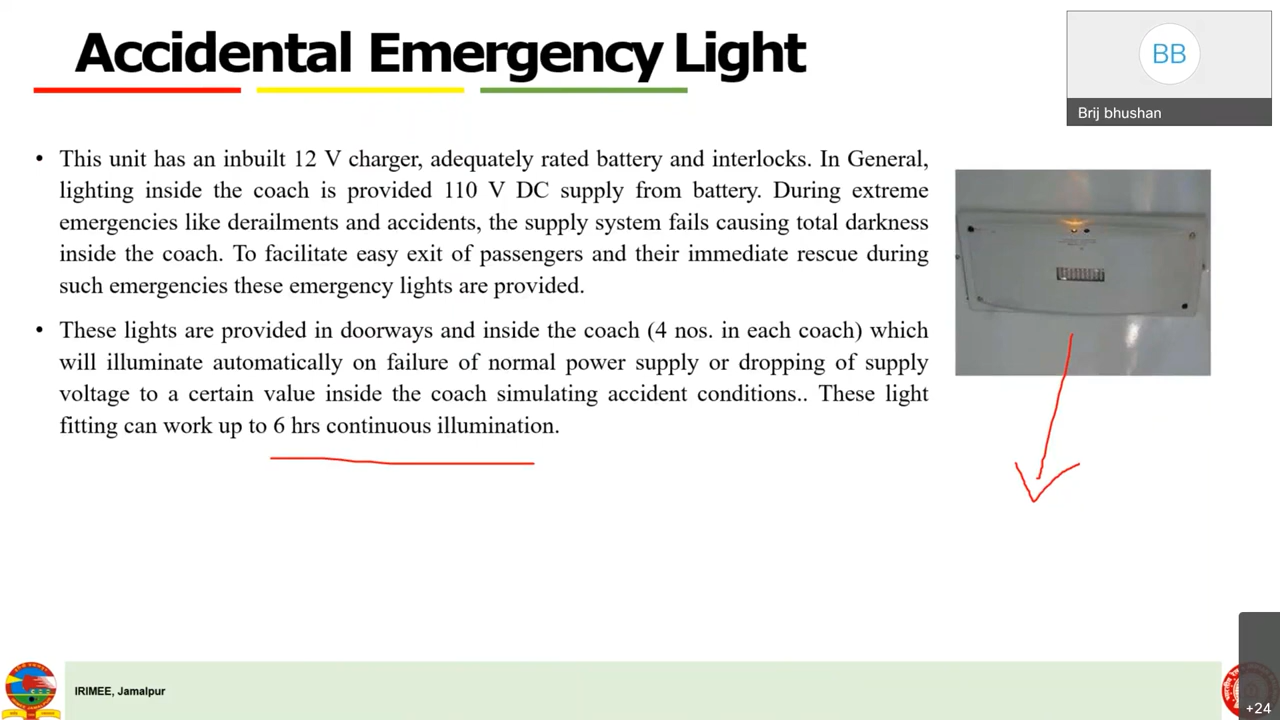 Accidental Emergency Light
BB
Brij bhushan
• This unit has an inbuilt 12 V charger, adequately rated battery and interlocks. In General,
lighting inside the coach is provided 110 V DC supply from battery. During extreme
emergencies like derailments and accidents, the supply system fails causing total darkness
inside the coach. To facilitate easy exit of passengers and their immediate rescue during
such emergencies these emergency lights are provided.
• These lights are provided in doorways and inside the coach (4 nos. in each coach) which
will illuminate automatically on failure of normal power supply or dropping of supply
voltage to a certain value inside the coach simulating accident conditions.. These light
fitting can work up to 6 hrs continuous illumination.
IRIMEE, Jamalpur
+24